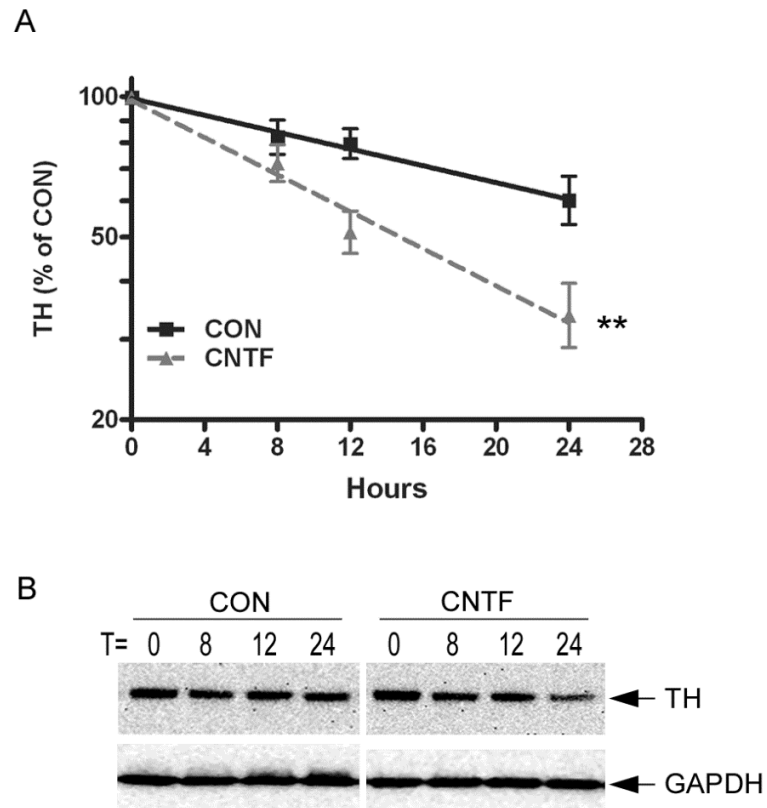 A
100
50
20
TH (% of CON)
CON
CNTF
**
0 4 8 12 16 20 24 28
Hours
B
CON CNTF
T= 0 8 12 24 0 8 12 24
TH
GAPDH